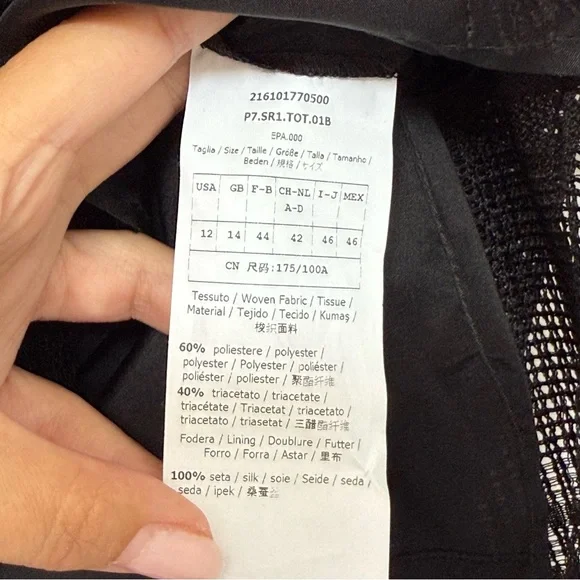 216101770500
P7.SR1.TOT.01B
EPA.000
Taglia / Size / Taille / Größe / Talla / Tamanho /
Beden / 規格 / サイズ
USA GB F-B CH-NL I-J MEX
A-D
12 14 44 42 46 46
CN 尺码:175/100A
Tessuto / Woven Fabric / Tissue /
Material / Tejido / Tecido / Kumaş /
梭织面料
60% poliestere / polyester /
polyester / Polyester / poliéster /
poliéster / poliester / 聚酯纤维
40% triacetato / triacetate /
triacétate / Triacetat / triacetato /
triacetato / triasetat / 三醋酯纤维
Fodera / Lining / Doublure / Futter /
Forro / Forra / Astar / 里布
100% seta / silk / soie / Seide / seda /
seda / ipek / 桑蚕丝